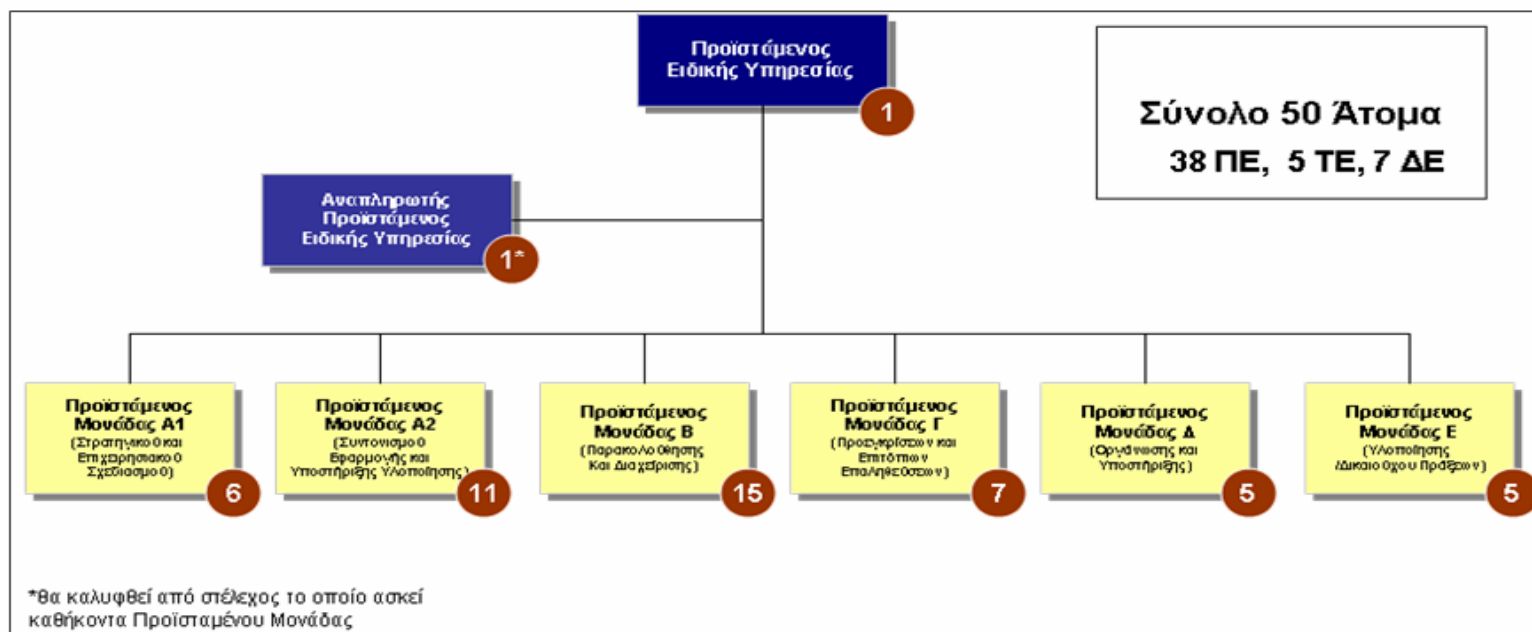 Προϊστάμενος
Ειδικής Υπηρεσίας
1
Σύνολο 50 Άτομα
38 ΠΕ, 5 ΤΕ, 7 ΔΕ
Αναπληρωτής
Προϊστάμενος
Ειδικής Υπηρεσίας
1*
Προϊστάμενος
Μονάδας Α1
(Στρατηγικού και
Επιχειρησιακού
Σχεδιασμού)
6
Προϊστάμενος
Μονάδας Α2
(Συντονισμού
Εφαρμογής και
Υποστήριξης Υλοποίησης)
11
Προϊστάμενος
Μονάδας Β
(Παρακολούθησης
Και Διαχείρισης)
15
Προϊστάμενος
Μονάδας Γ
(Προεγκρίσεων και
Επιτόπιων
Επαληθεύσεων)
7
Προϊστάμενος
Μονάδας Δ
(Οργάνωσης και
Υποστήριξης)
5
Προϊστάμενος
Μονάδας Ε
(Υλοποίησης
/Δικαιούχου Πράξεων)
5
*θα καλυφθεί από στέλεχος το οποίο ασκεί
καθήκοντα Προϊσταμένου Μονάδας